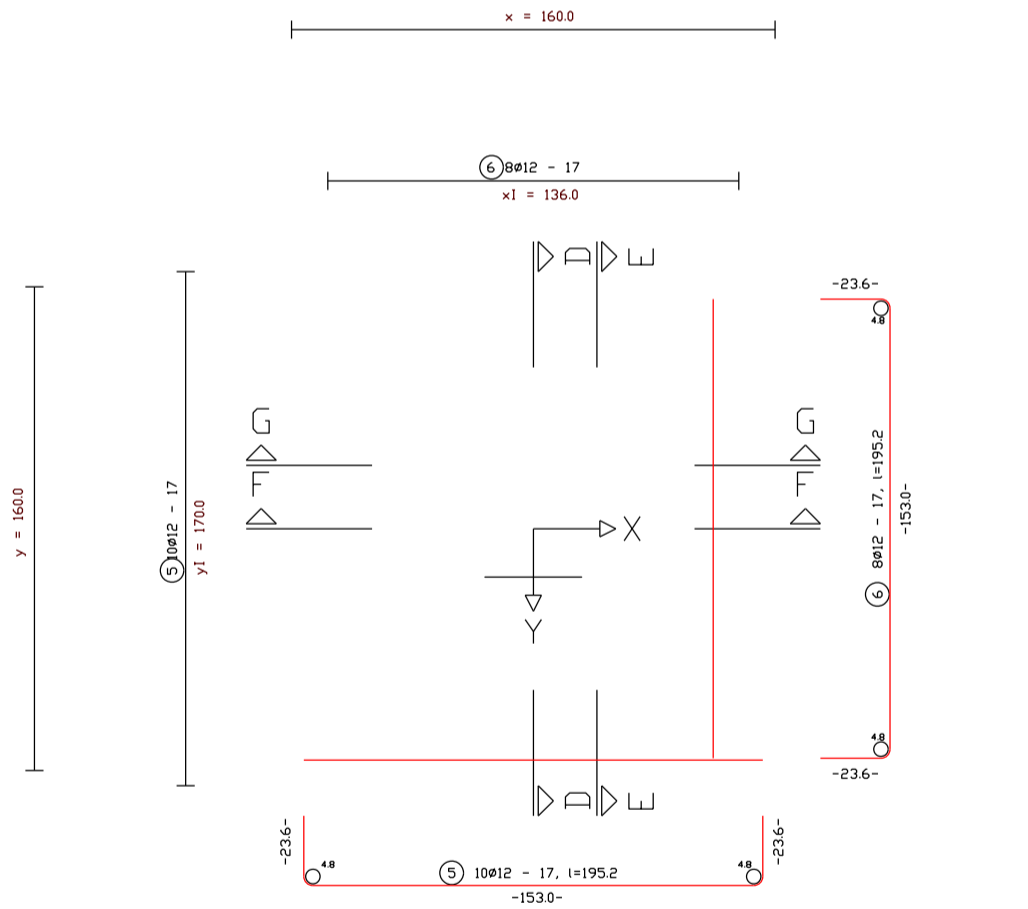 x = 160.0
6 8ø12 - 17
xI = 136.0
D E
-23.6-
4.8
G G
F F
y = 160.0
5 10ø12 - 17
yI = 170.0
X
Y
6 8ø12 - 17, l=195.2
-153.0-
4.8
-23.6-
D E
-23.6-
4.8
5 10ø12 - 17, l=195.2
4.8
-23.6-
-153.0-